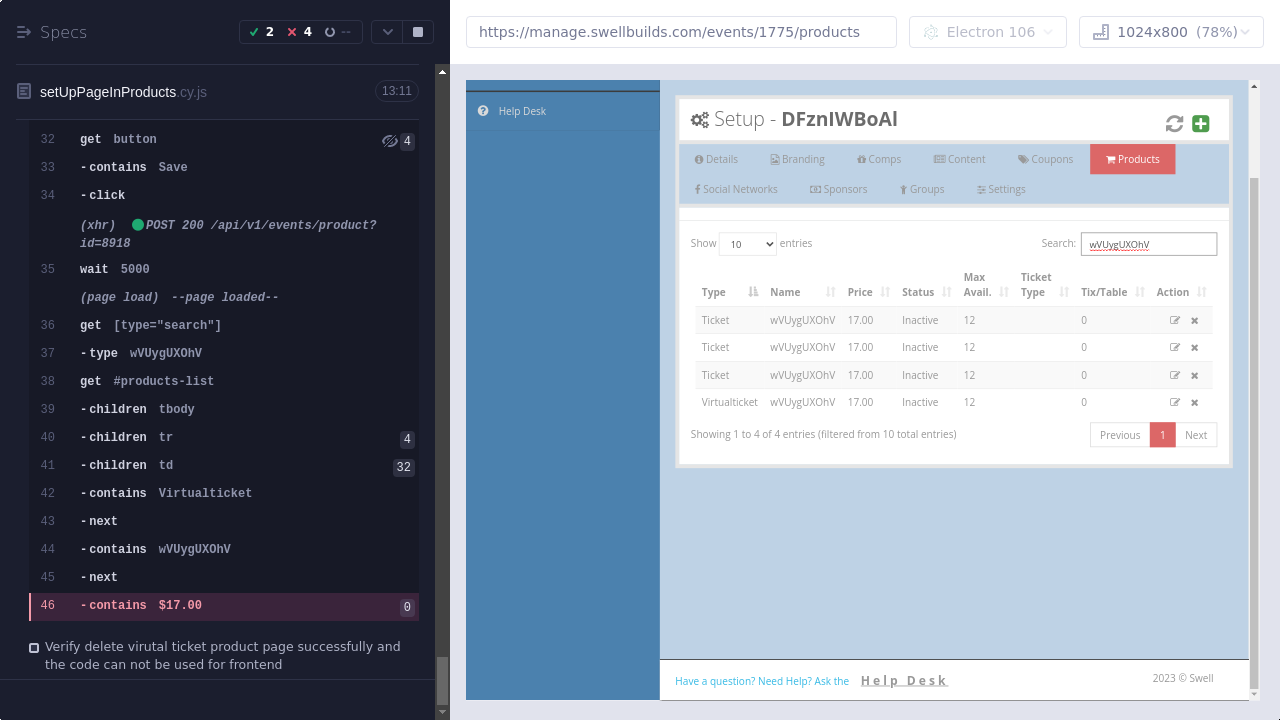 Specs
2
4
--
https://manage.swellbuilds.com/events/1775/products
Electron 106
1024x800 (78%)
setUpPageInProducts.cy.js
13:11
32 get button 4
33 -contains Save
34 -click
(xhr) POST 200 /api/v1/events/product?
id=8918
35 wait 5000
(page load) --page loaded--
36 get [type="search"]
37 -type wVUygUXOhV
38 get #products-list
39 -children tbody
40 -children tr 4
41 -children td 32
42 -contains Virtualticket
43 -next
44 -contains wVUygUXOhV
45 -next
46 -contains $17.00 0
Verify delete virutal ticket product page successfully and
the code can not be used for frontend
Help Desk
Setup - DFznIWBoAl
Details Branding Comps Content Coupons Products
Social Networks Sponsors Groups Settings
Show 10 entries
Search: wVUygUXOhV
Type Name Price Status Max Avail. Ticket Type Tix/Table Action
Ticket wVUygUXOhV 17.00 Inactive 12 0
Ticket wVUygUXOhV 17.00 Inactive 12 0
Ticket wVUygUXOhV 17.00 Inactive 12 0
Virtualticket wVUygUXOhV 17.00 Inactive 12 0
Showing 1 to 4 of 4 entries (filtered from 10 total entries)
Previous 1 Next
Have a question? Need Help? Ask the Help Desk
2023 © Swell